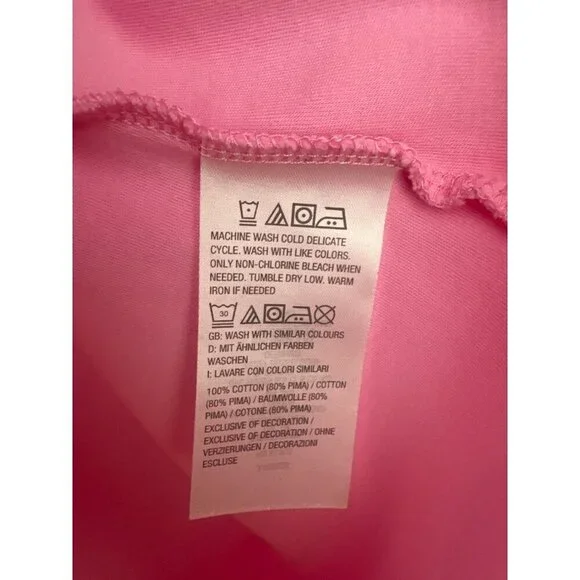 MACHINE WASH COLD DELICATE
CYCLE. WASH WITH LIKE COLORS.
ONLY NON-CHLORINE BLEACH WHEN
NEEDED. TUMBLE DRY LOW. WARM
IRON IF NEEDED
30
GB: WASH WITH SIMILAR COLOURS
D: MIT ÄHNLICHEN FARBEN
WASCHEN
I: LAVARE CON COLORI SIMILARI
100% COTTON (80% PIMA) / COTTON
(80% PIMA) / BAUMWOLLE (80%
PIMA) / COTONE (80% PIMA)
EXCLUSIVE OF DECORATION /
EXCLUSIVE OF DECORATION / OHNE
VERZIERUNGEN / DECORAZIONI
ESCLUSE